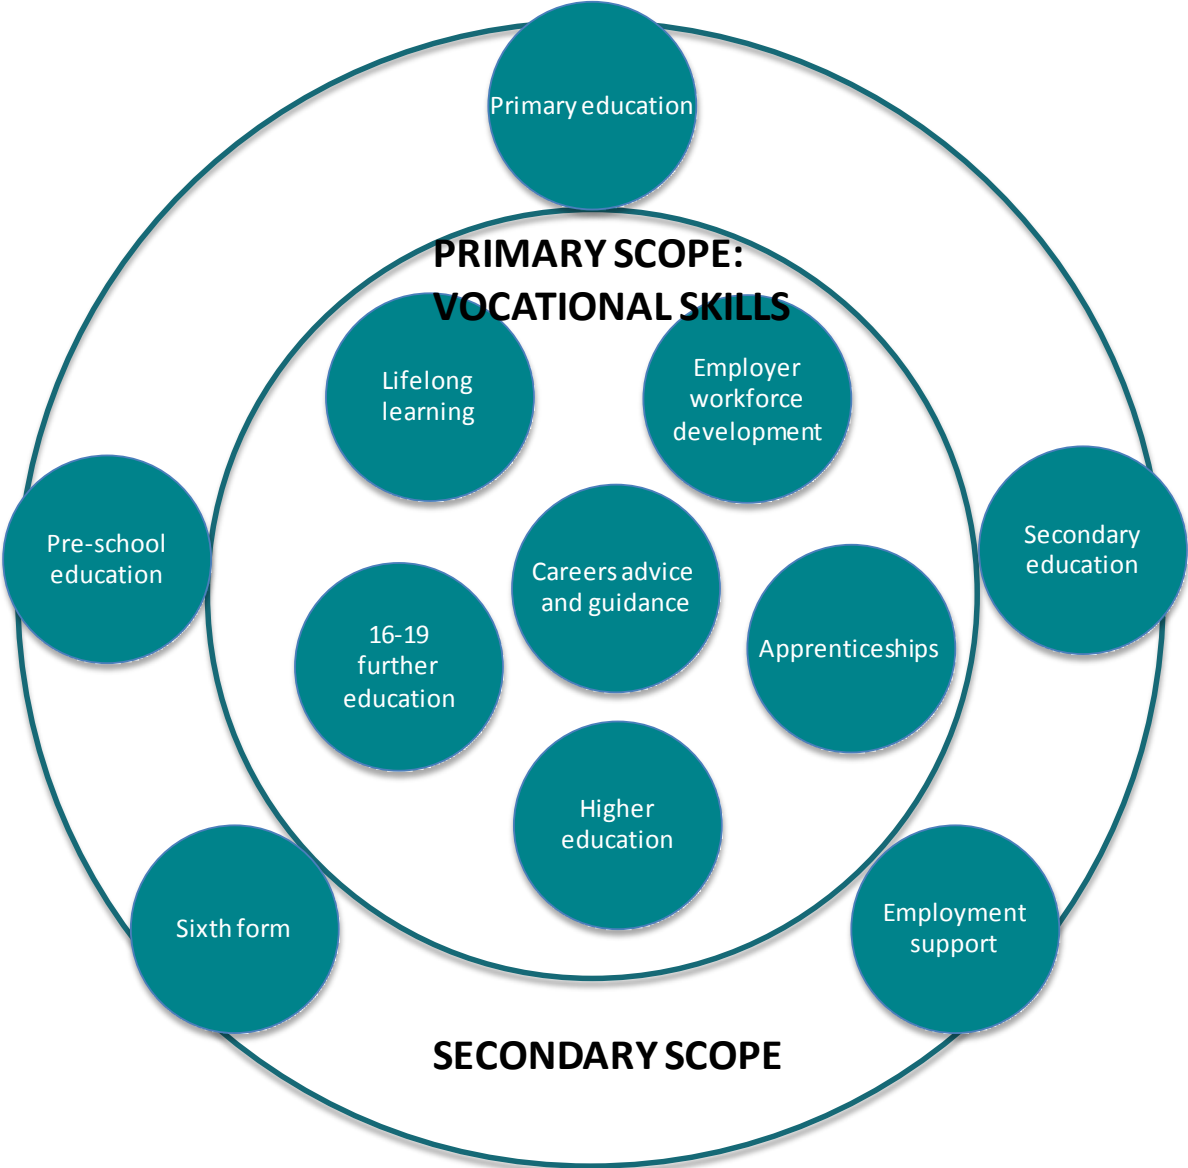 Primary education
PRIMARY SCOPE:
VOCATIONAL SKILLS
Lifelong
learning
Employer
workforce
development
Pre-school
education
Careers advice
and guidance
Secondary
education
16-19
further
education
Apprenticeships
Higher
education
Sixth form
Employment
support
SECONDARY SCOPE